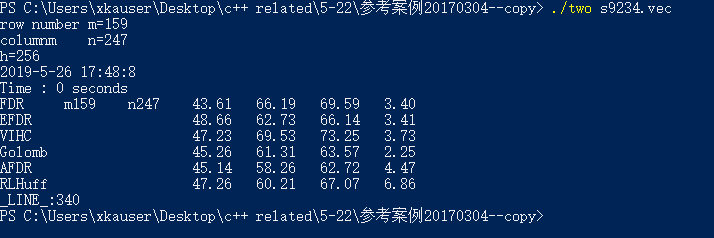 PS C:\Users\xkauser\Desktop\c++ related\5-22\参考案例20170304--copy> ./two s9234.vec
row number m=159
columnm    n=247
h=256
2019-5-26 17:48:8
Time : 0 seconds
FDR    m159    n247    43.61    66.19    69.59    3.40
EFDR    48.66    62.73    66.14    3.41
VIHC    47.23    69.53    73.25    3.73
Golomb    45.26    61.31    63.57    2.25
AFDR    45.14    58.26    62.72    4.47
RLHuff    47.26    60.21    67.07    6.86
_LINE_:340
PS C:\Users\xkauser\Desktop\c++ related\5-22\参考案例20170304--copy>